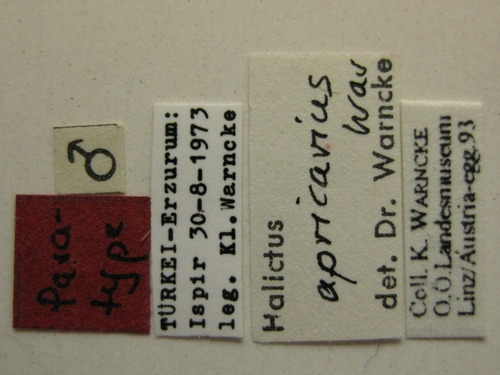 ♂
Para-
type
TÜRKEI-Erzurum:
Ispir 30-8-1973
leg. Kl.Warncke
Halictus
apricavius
War
det. Dr. Warncke
Coll. K. WARNCKE
O.Ö.Landesmuseum
Linz/Austria-egg.93